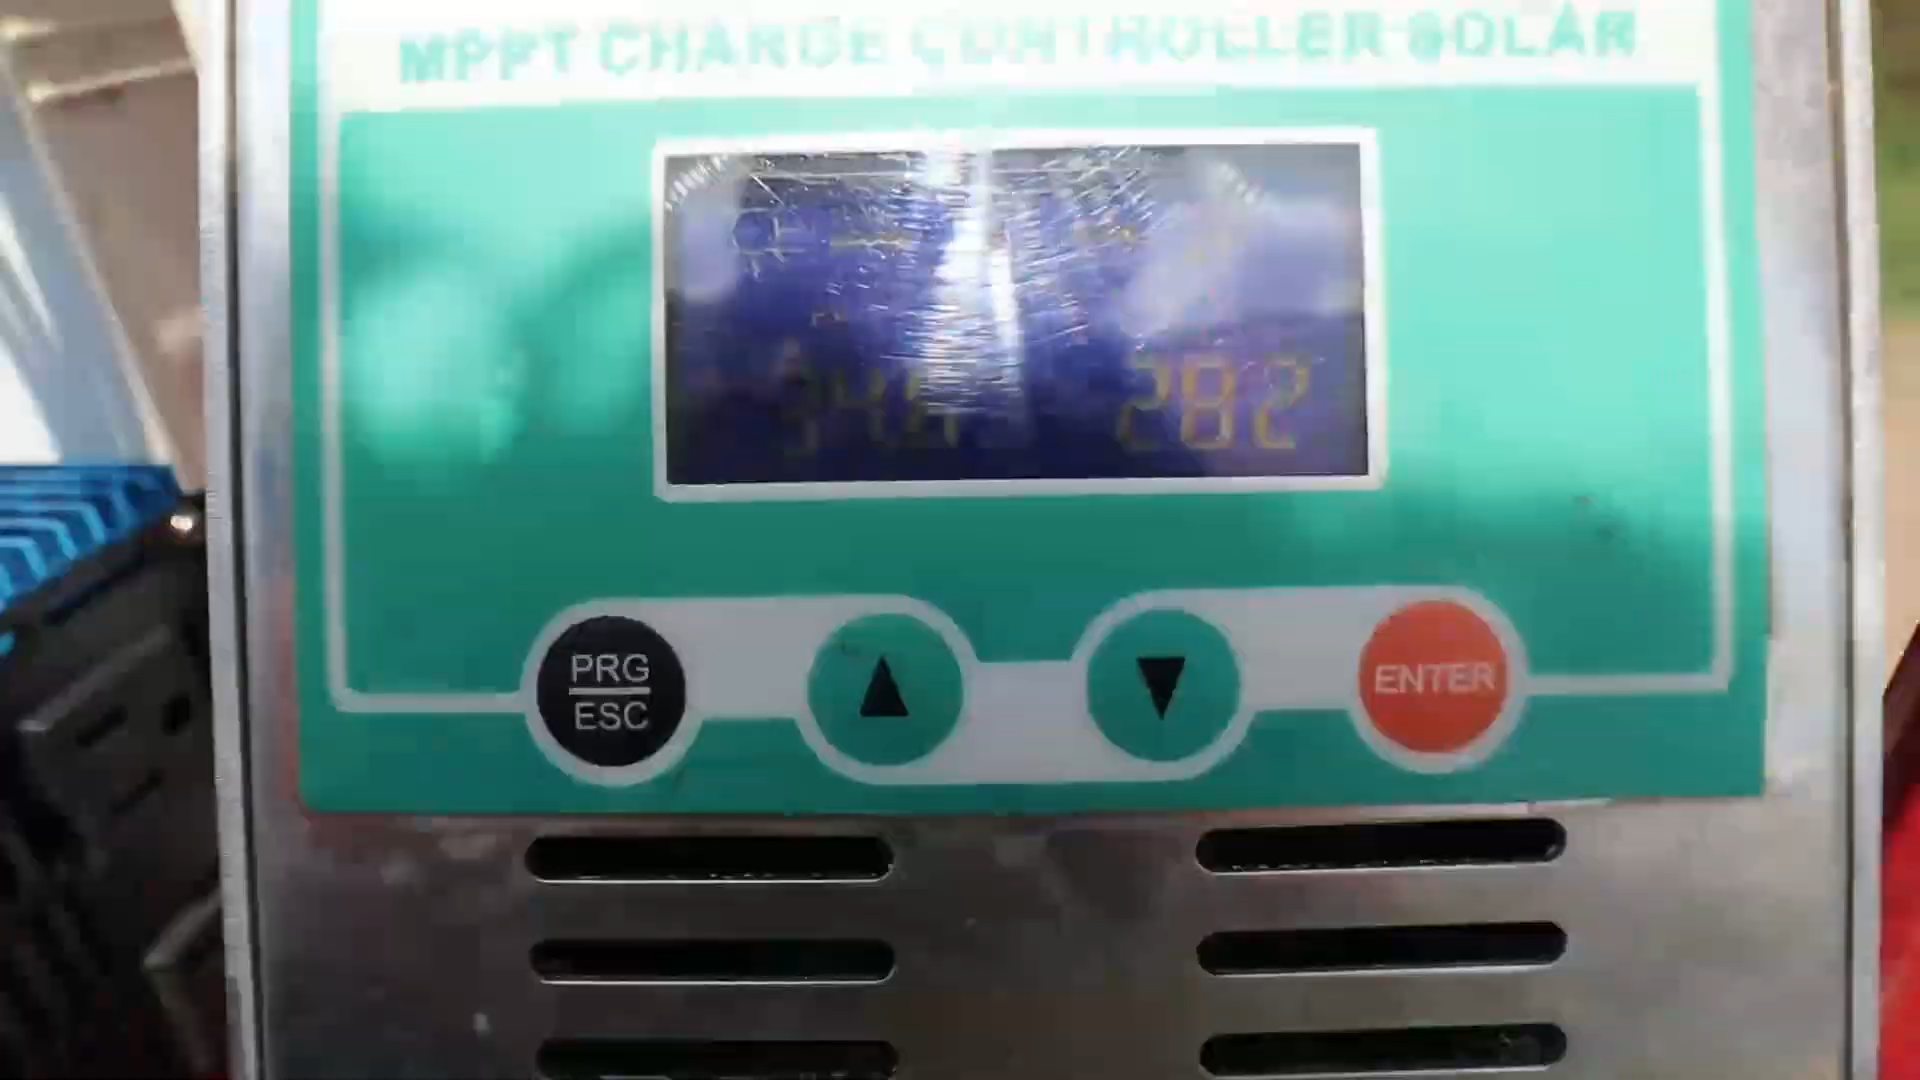 MPPT CHARGE CONTROLLER SOLAR
282
PRG
ESC
ENTER